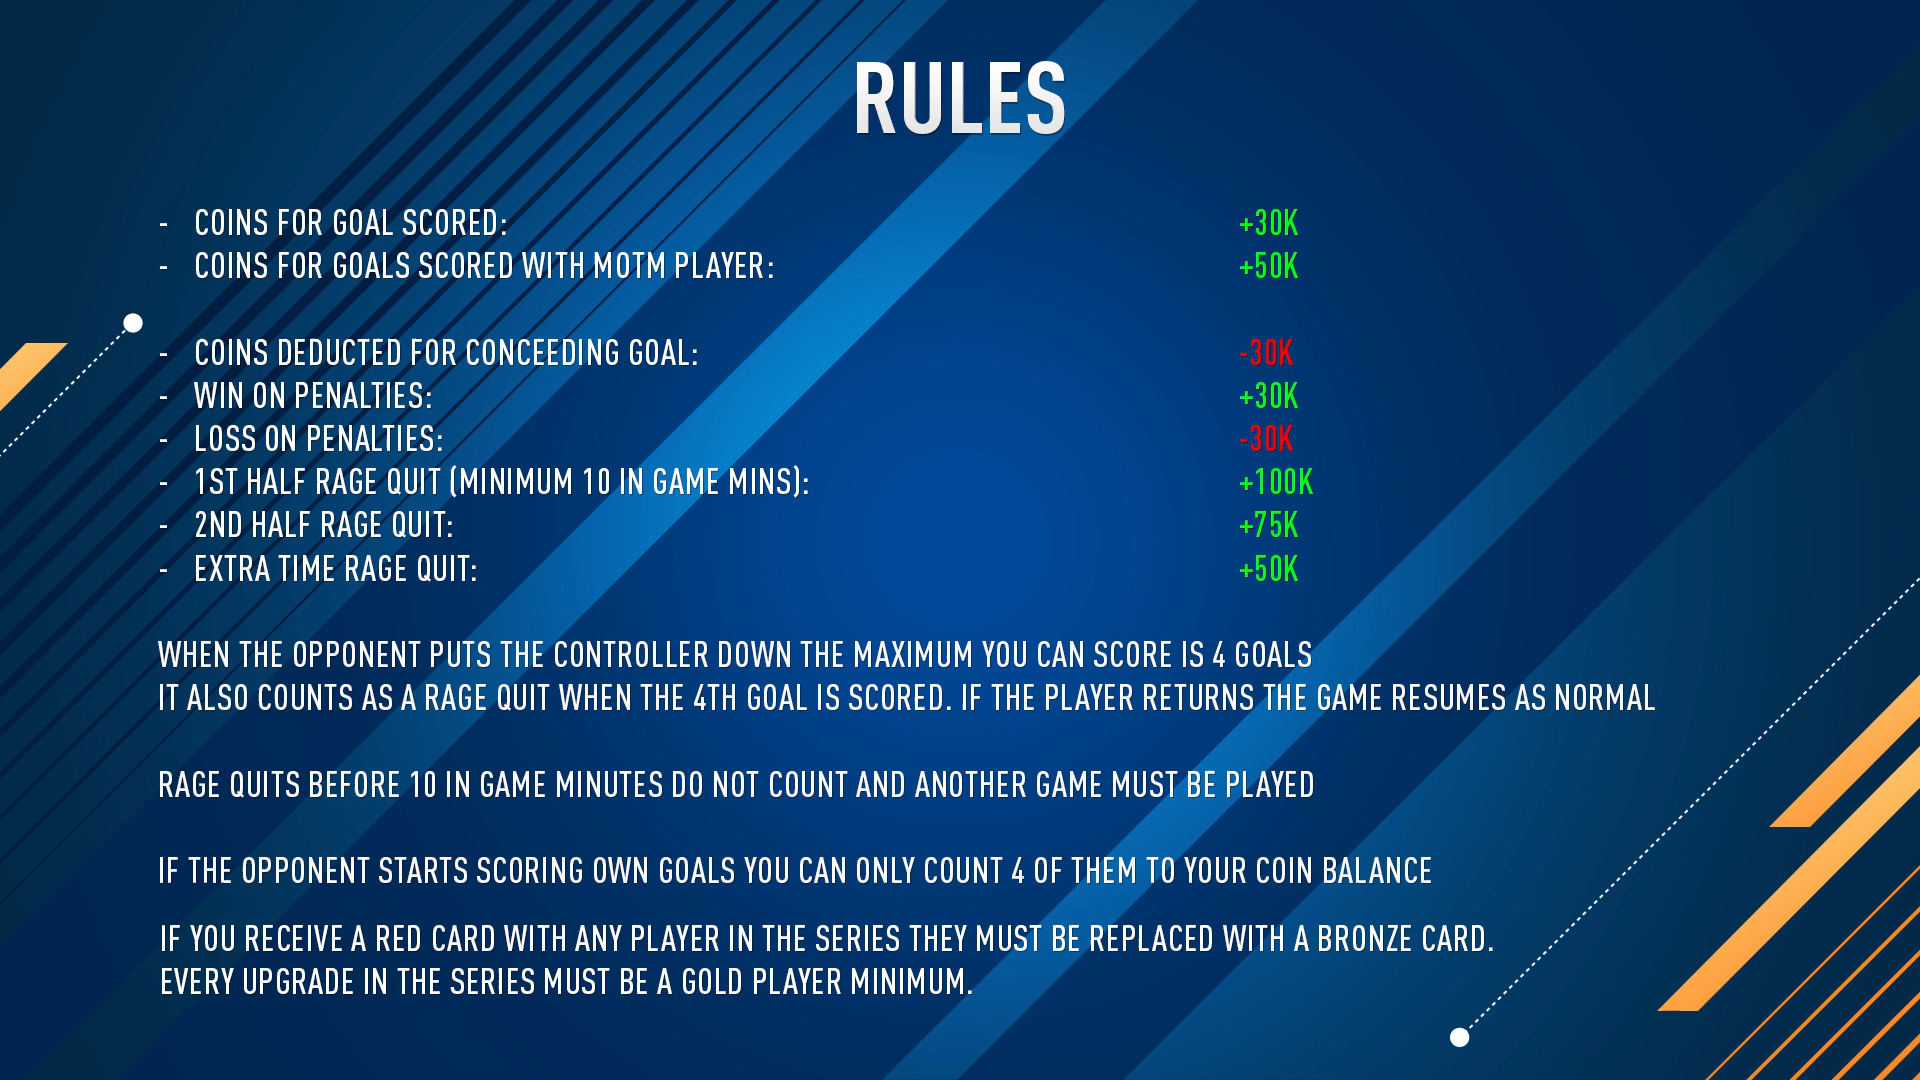 RULES
- COINS FOR GOAL SCORED: +30K
- COINS FOR GOALS SCORED WITH MOTM PLAYER: +50K
- COINS DEDUCTED FOR CONCEEDING GOAL: -30K
- WIN ON PENALTIES: +30K
- LOSS ON PENALTIES: -30K
- 1ST HALF RAGE QUIT (MINIMUM 10 IN GAME MINS): +100K
- 2ND HALF RAGE QUIT: +75K
- EXTRA TIME RAGE QUIT: +50K
WHEN THE OPPONENT PUTS THE CONTROLLER DOWN THE MAXIMUM YOU CAN SCORE IS 4 GOALS
IT ALSO COUNTS AS A RAGE QUIT WHEN THE 4TH GOAL IS SCORED. IF THE PLAYER RETURNS THE GAME RESUMES AS NORMAL
RAGE QUITS BEFORE 10 IN GAME MINUTES DO NOT COUNT AND ANOTHER GAME MUST BE PLAYED
IF THE OPPONENT STARTS SCORING OWN GOALS YOU CAN ONLY COUNT 4 OF THEM TO YOUR COIN BALANCE
IF YOU RECEIVE A RED CARD WITH ANY PLAYER IN THE SERIES THEY MUST BE REPLACED WITH A BRONZE CARD.
EVERY UPGRADE IN THE SERIES MUST BE A GOLD PLAYER MINIMUM.